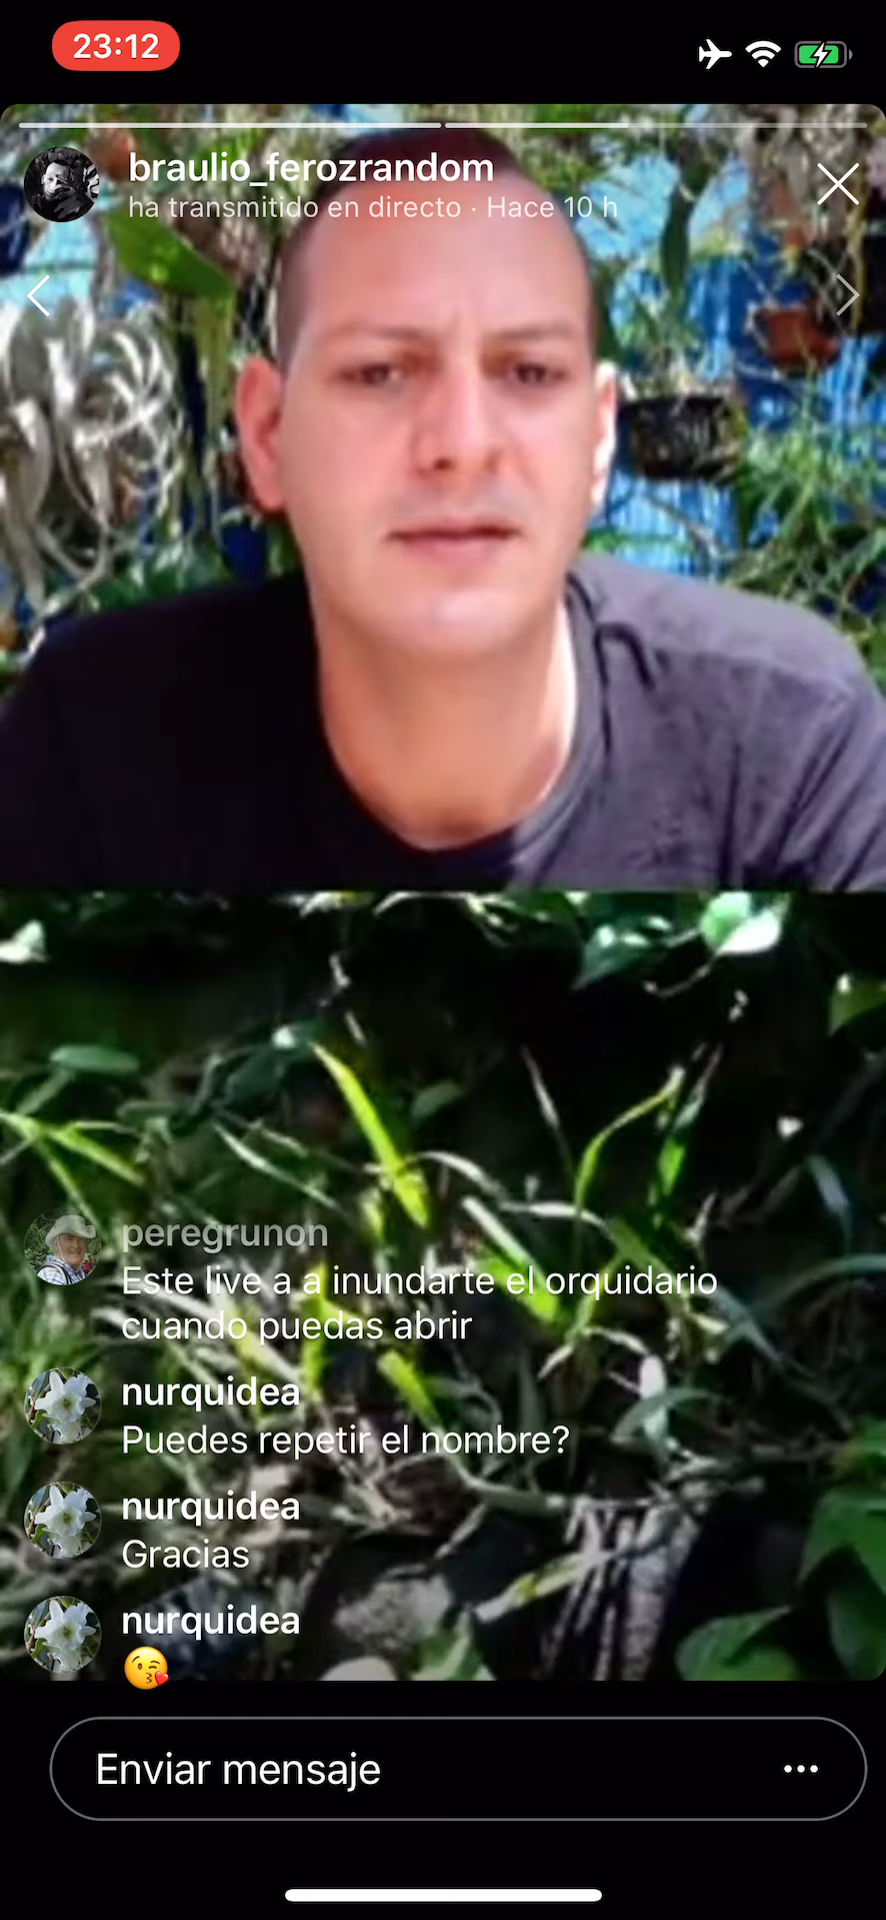 23:12
braulio_ferozrandom
ha transmitido en directo · Hace 10 h
peregrunon
Este live a a inundarte el orquidario
cuando puedas abrir
nurquidea
Puedes repetir el nombre?
nurquidea
Gracias
nurquidea
😘
Enviar mensaje